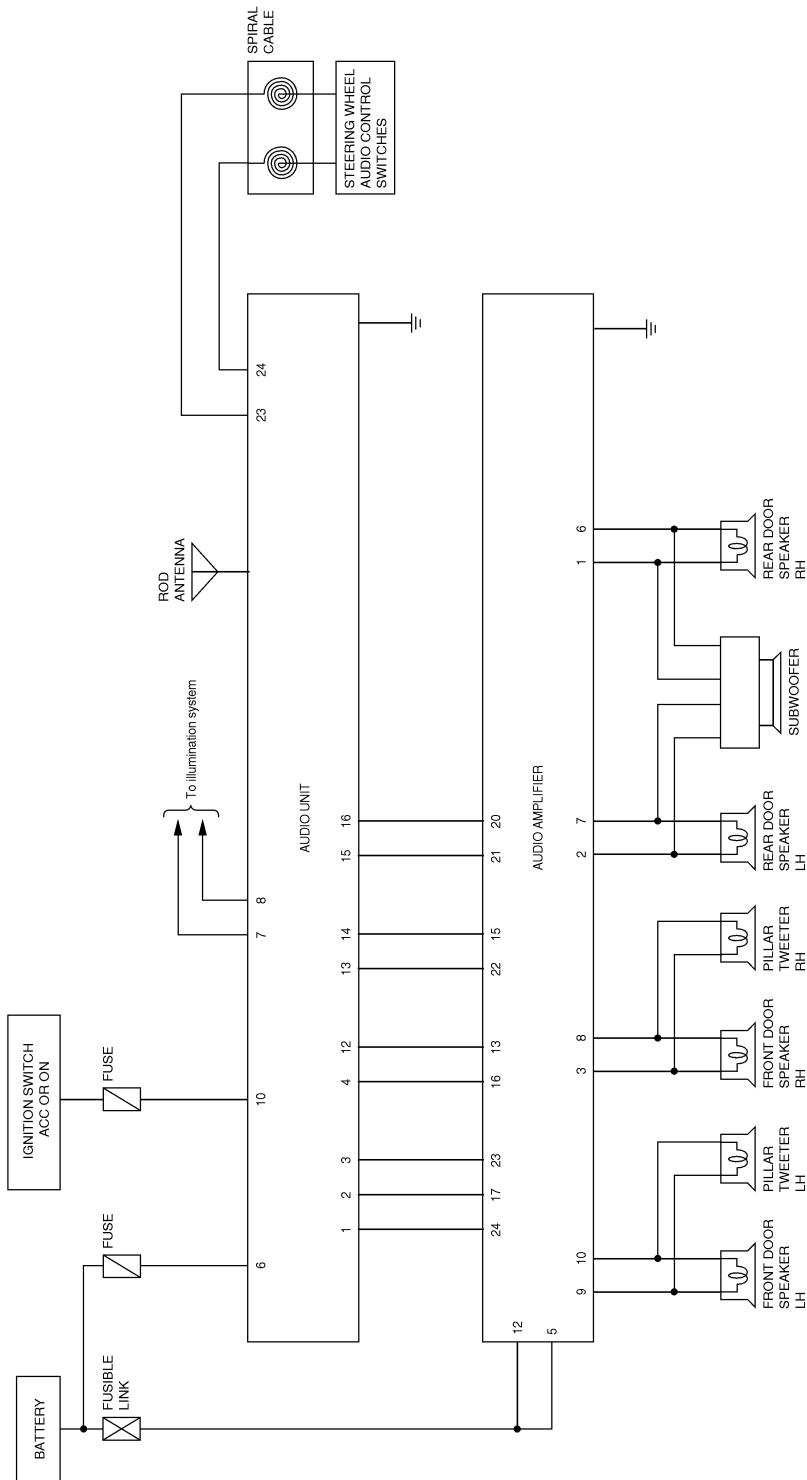 BATTERY
FUSIBLE
LINK
FUSE
IGNITION SWITCH
ACC OR ON
FUSE
To illumination system
ROD
ANTENNA
SPIRAL
CABLE
STEERING WHEEL
AUDIO CONTROL
SWITCHES
6
10
7
8
23
24
AUDIO UNIT
1
2
3
4
12
13
14
15
16
24
17
23
16
13
22
15
21
20
12
5
AUDIO AMPLIFIER
9
10
3
8
2
7
1
6
FRONT DOOR
SPEAKER
LH
PILLAR
TWEETER
LH
FRONT DOOR
SPEAKER
RH
PILLAR
TWEETER
RH
REAR DOOR
SPEAKER
LH
SUBWOOFER
REAR DOOR
SPEAKER
RH